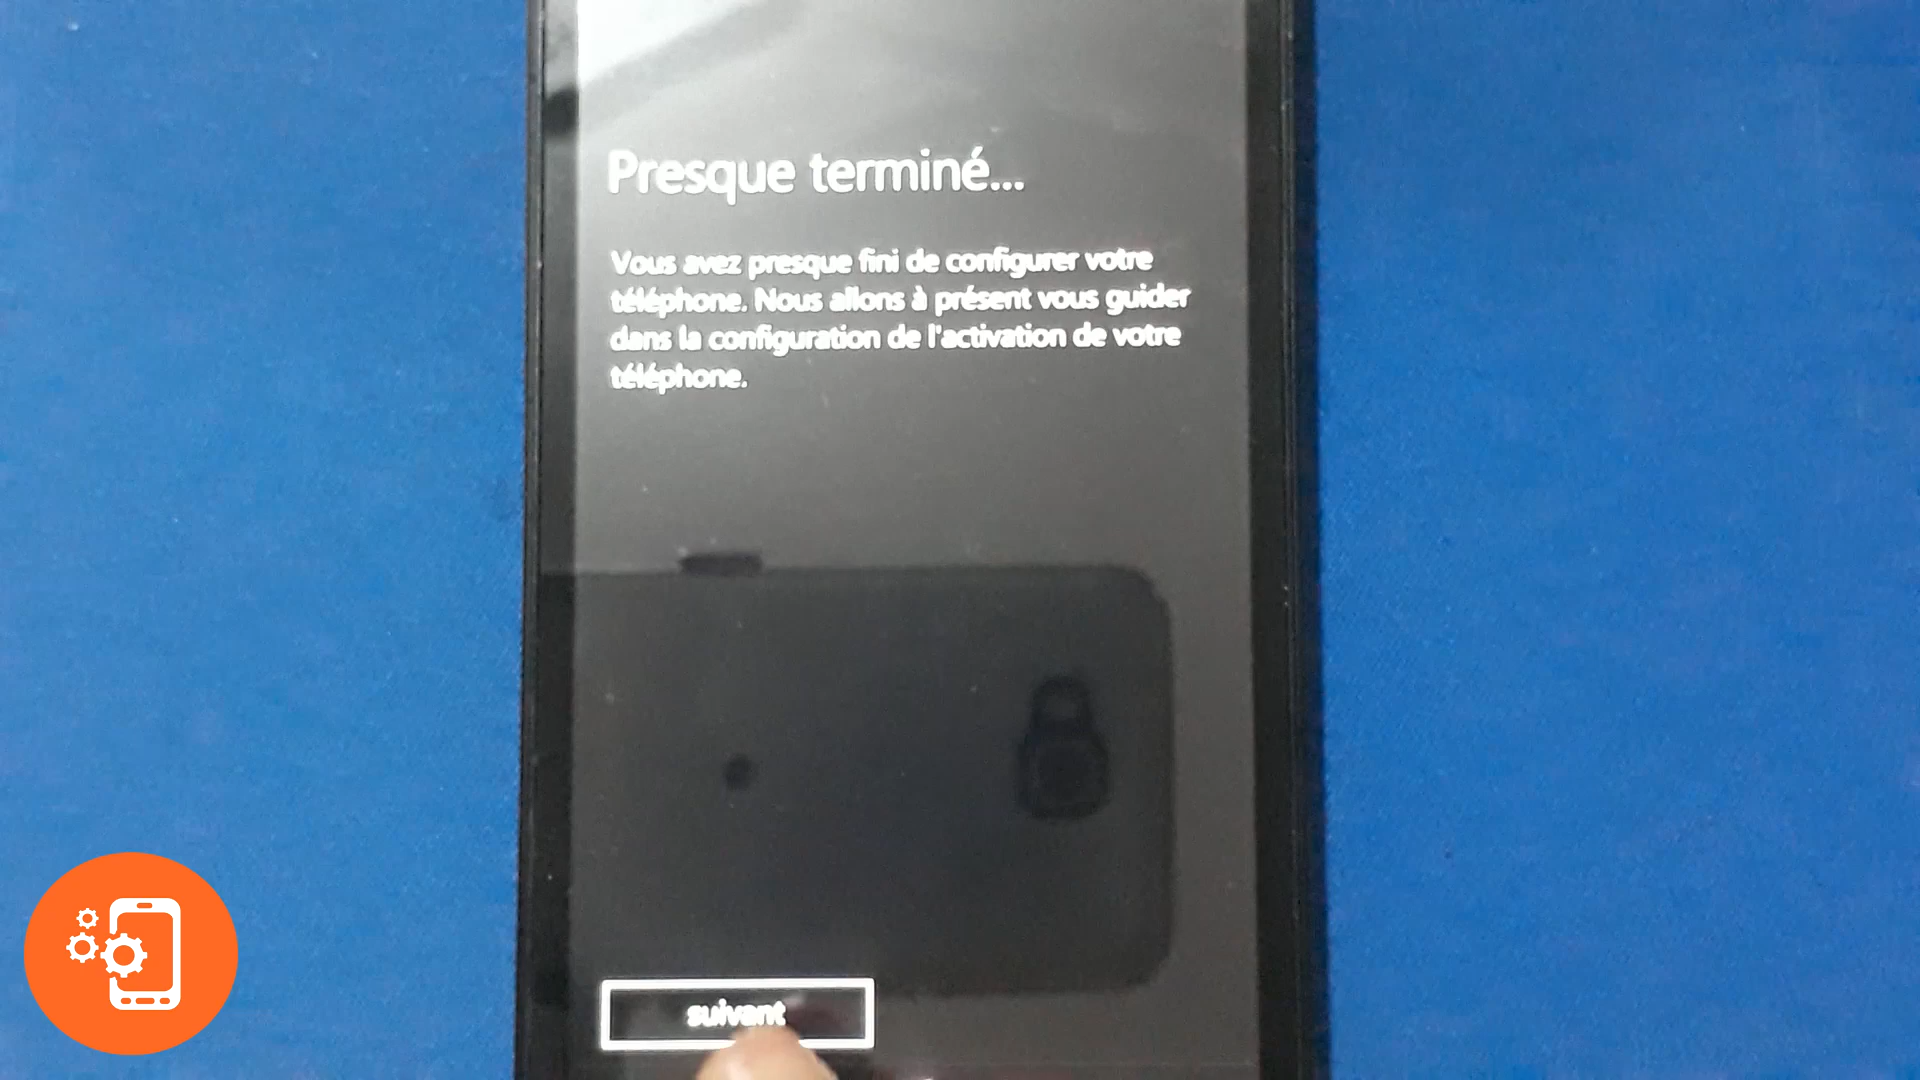 Presque terminé...
Vous avez presque fini de configurer votre
téléphone. Nous allons à présent vous guider
dans la configuration de l'activation de votre
téléphone.
suivant